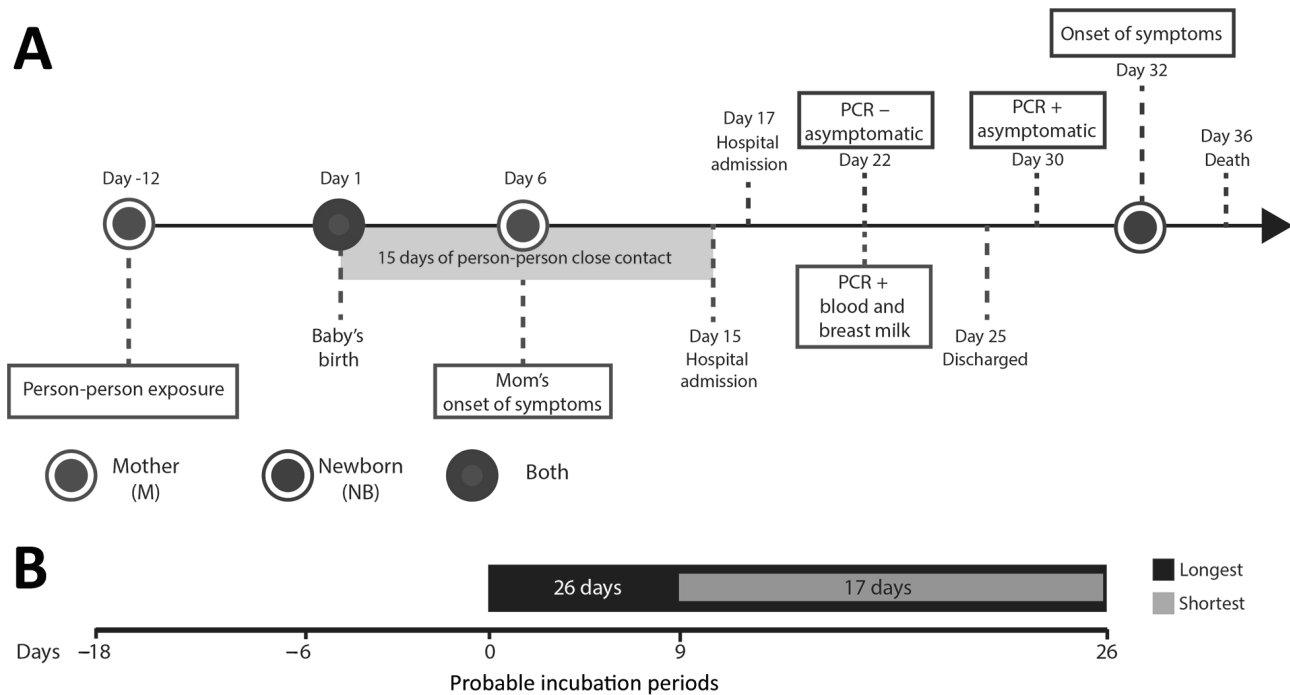 A
Onset of symptoms
Day 32
Day 17
Hospital
admission
PCR –
asymptomatic
Day 22
PCR +
asymptomatic
Day 30
Day 36
Death
Day -12
Day 1
Day 6
15 days of person-person close contact
Baby's
birth
Day 15
Hospital
admission
PCR +
blood and
breast milk
Day 25
Discharged
Person-person exposure
Mom's
onset of symptoms
Mother
(M)
Newborn
(NB)
Both
B
26 days
17 days
Longest
Shortest
Days
–18
–6
0
9
26
Probable incubation periods